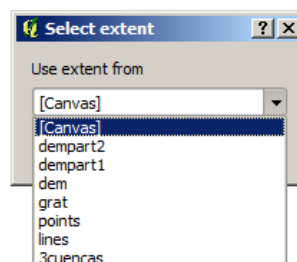 Select extent
Use extent from
[Canvas]
[Canvas]
dempart2
dempart1
dem
grat
points
lines
3cuencas